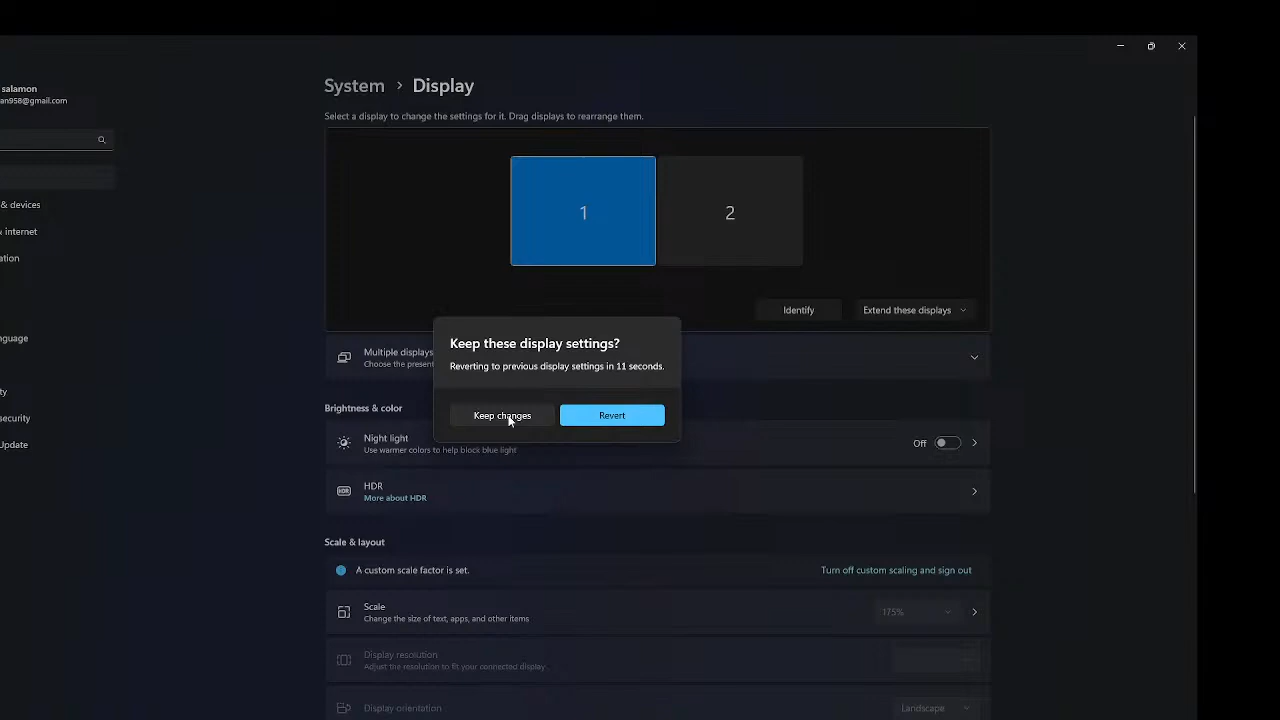 salamon
an958@gmail.com
& devices
& internet
ation
nguage
ty
security
Update
System > Display
Select a display to change the settings for it. Drag displays to rearrange them.
1
2
Identify
Extend these displays
Multiple displays
Choose the present
Keep these display settings?
Reverting to previous display settings in 11 seconds.
Keep changes
Revert
Brightness & color
Night light
Use warmer colors to help block blue light
Off
HDR
HDR
More about HDR
Scale & layout
A custom scale factor is set.
Turn off custom scaling and sign out
Scale
Change the size of text, apps, and other items
175%
Display resolution
Adjust the resolution to fit your connected display
Display orientation
Landscape